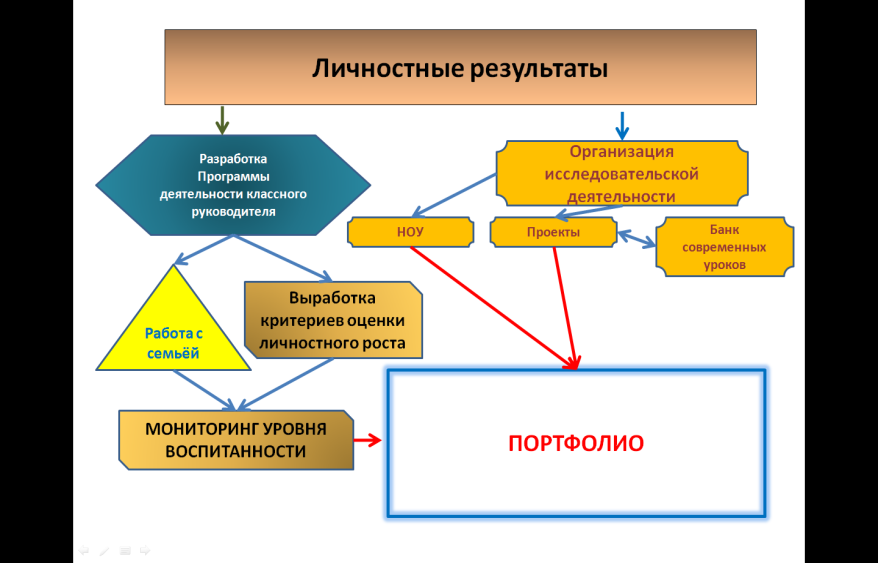 Личностные результаты
Разработка
Программы
деятельности классного
руководителя
Организация
исследовательской
деятельности
НОУ
Проекты
Банк
современных
уроков
Работа с
семьёй
Выработка
критериев оценки
личностного роста
МОНИТОРИНГ УРОВНЯ
ВОСПИТАННОСТИ
ПОРТФОЛИО